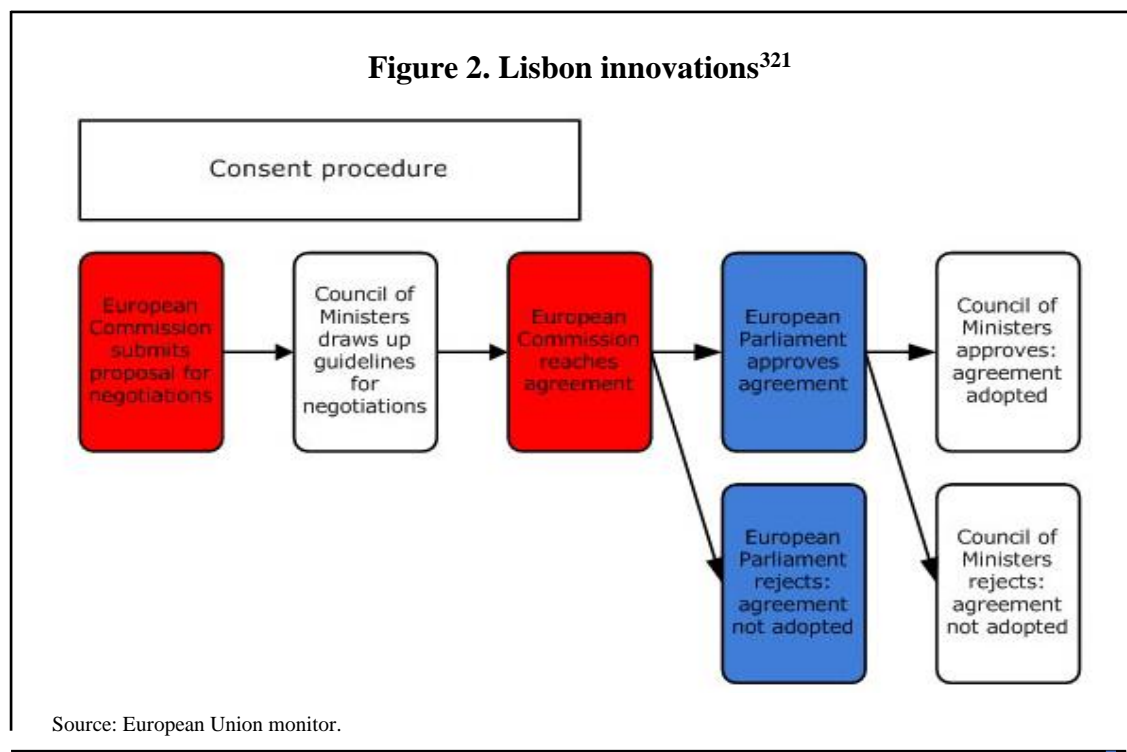 Figure 2. Lisbon innovations321
Consent procedure
European
Commission
submits
proposal for
negotiations
Council of
Ministers
draws up
guidelines
for
negotiations
European
Commission
reaches
agreement
European
Parliament
approves
agreement
Council of
Ministers
approves:
agreement
adopted
European
Parliament
rejects:
agreement
not adopted
Council of
Ministers
rejects:
agreement
not adopted
Source: European Union monitor.